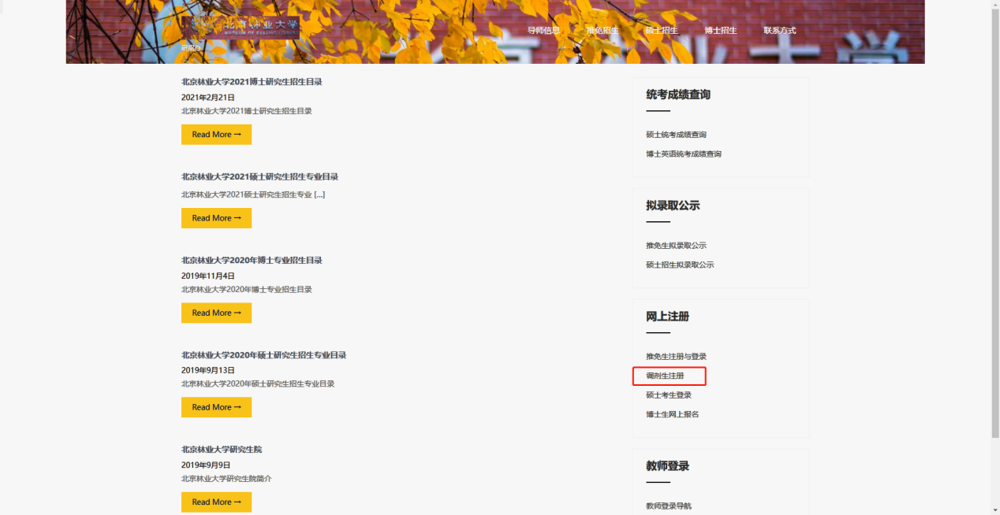 北京林业大学
研招办
导师信息
推免招生
硕士招生
博士招生
联系方式
北京林业大学2021博士研究生招生目录
2021年2月21日
北京林业大学2021博士研究生招生目录
Read More →
北京林业大学2021硕士研究生招生专业目录
北京林业大学2021硕士研究生招生专业 [...]
Read More →
北京林业大学2020年博士专业招生目录
2019年11月4日
北京林业大学2020年博士专业招生目录
Read More →
北京林业大学2020年硕士研究生招生专业目录
2019年9月13日
北京林业大学2020年硕士研究生招生专业目录
Read More →
北京林业大学研究生院
2019年9月9日
北京林业大学研究生院简介
Read More →
统考成绩查询
硕士统考成绩查询
博士英语统考成绩查询
拟录取公示
推免生拟录取公示
硕士招生拟录取公示
网上注册
推免生注册与登录
调剂生注册
硕士考生登录
博士生网上报名
教师登录
教师登录导航